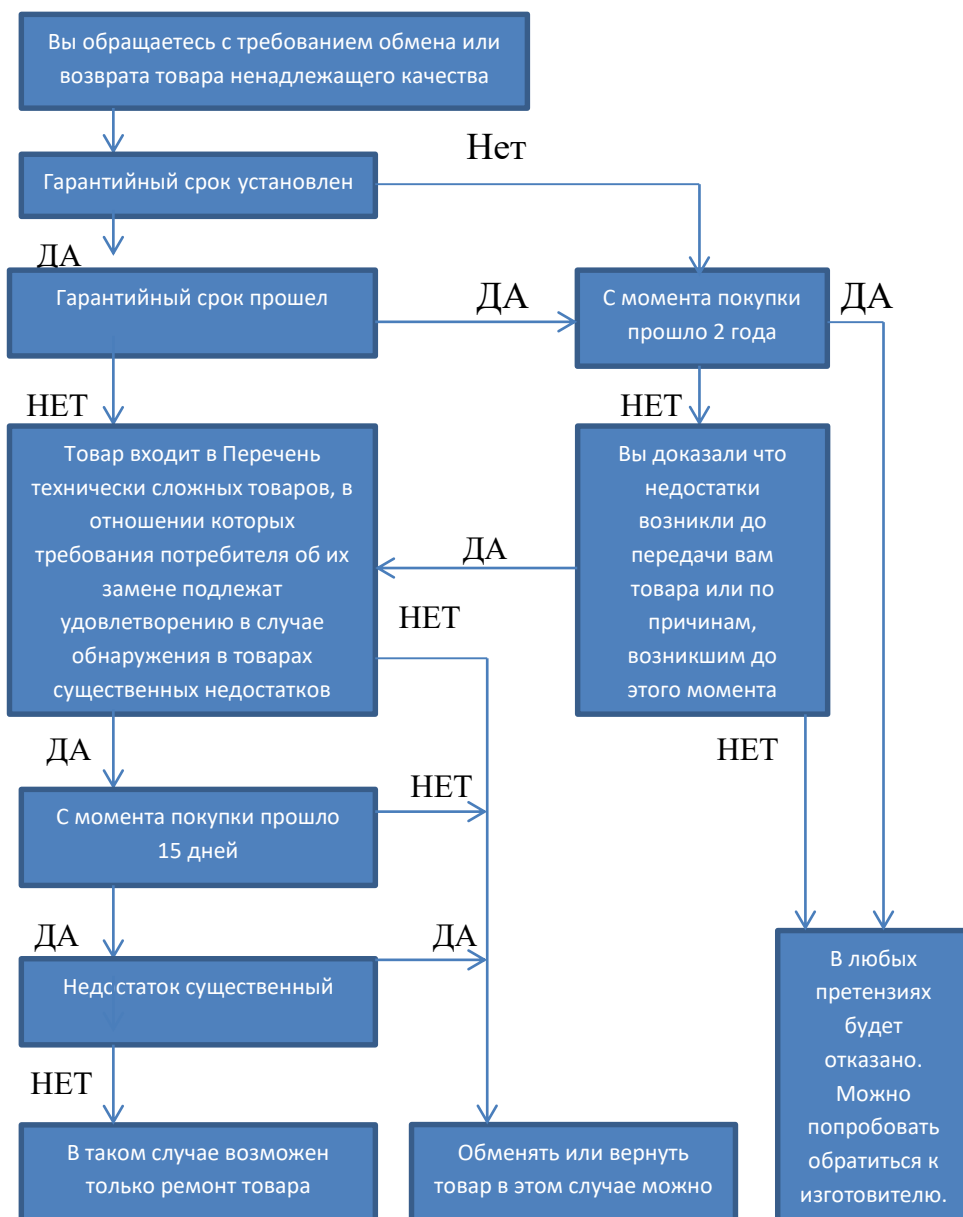 Вы обращаетесь с требованием обмена или
возврата товара ненадлежащего качества
Нет
Гарантийный срок установлен
ДА
Гарантийный срок прошел
ДА
С момента покупки
прошло 2 года
ДА
НЕТ
НЕТ
Товар входит в Перечень
технически сложных товаров, в
отношении которых
требования потребителя об их
замене подлежат
удовлетворению в случае
обнаружения в товарах
существенных недостатков
ДА
НЕТ
Вы доказали что
недостатки
возникли до
передачи вам
товара или по
причинам,
возникшим до
этого момента
ДА
НЕТ
НЕТ
С момента покупки прошло
15 дней
ДА
ДА
Недостаток существенный
НЕТ
В таком случае возможен
только ремонт товара
Обменять или вернуть
товар в этом случае можно
В любых
претензиях
будет
отказано.
Можно
попробовать
обратиться к
изготовителю.